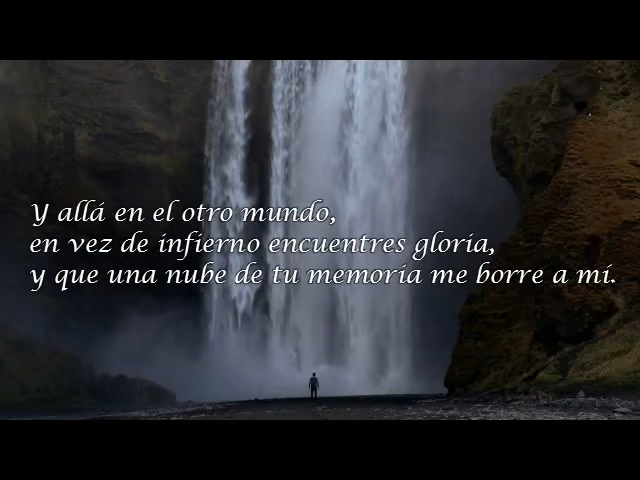 Y allá en el otro mundo,
en vez de infierno encuentres gloria,
y que una nube de tu memoria me borre a mí.